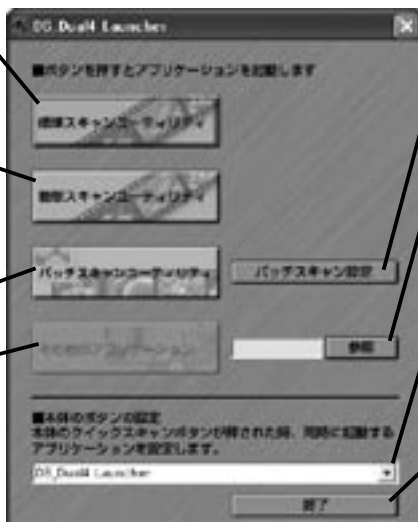 DS Dual4 Launcher
■ボタンを押すとアプリケーションを起動します
標準スキャンユーティリティ
簡単スキャンユーティリティ
バッチスキャンユーティリティ
バッチスキャン設定
その他のアプリケーション
参照
■本体のボタンの設定
本体のクイックスキャンボタンが押された時、同時に起動する
アプリケーションを設定します。
DS_Dual4 Launcher
終了